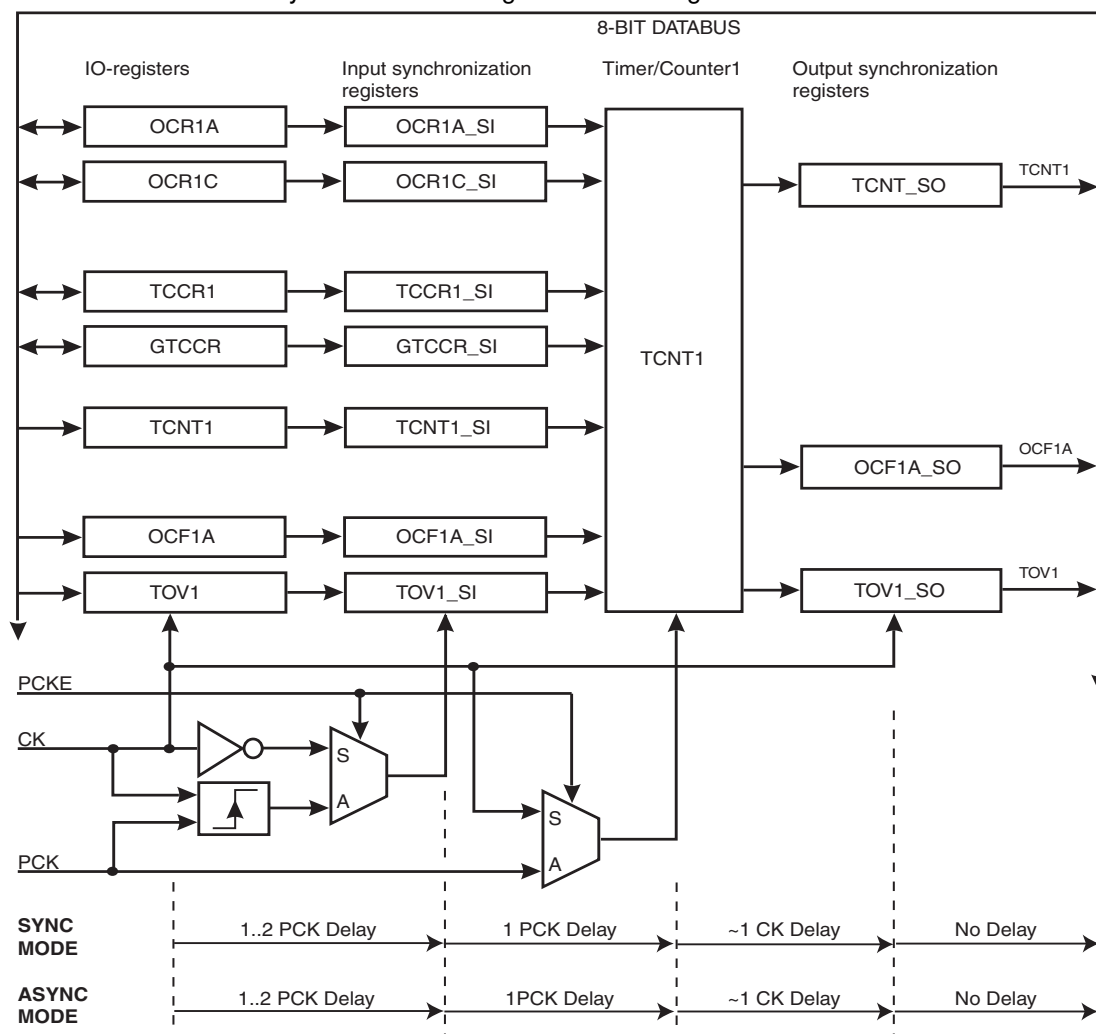 8-BIT DATABUS
IO-registers
Input synchronization
registers
Timer/Counter1
Output synchronization
registers
OCR1A
OCR1A_SI
OCR1C
OCR1C_SI
TCNT_SO
TCNT1
TCCR1
TCCR1_SI
GTCCR
GTCCR_SI
TCNT1
TCNT1
TCNT1_SI
OCF1A_SO
OCF1A
OCF1A
OCF1A_SI
TOV1
TOV1_SI
TOV1_SO
TOV1
PCKE
CK
S
A
S
A
PCK
SYNC
MODE
1..2 PCK Delay
1 PCK Delay
~1 CK Delay
No Delay
ASYNC
MODE
1..2 PCK Delay
1PCK Delay
~1 CK Delay
No Delay